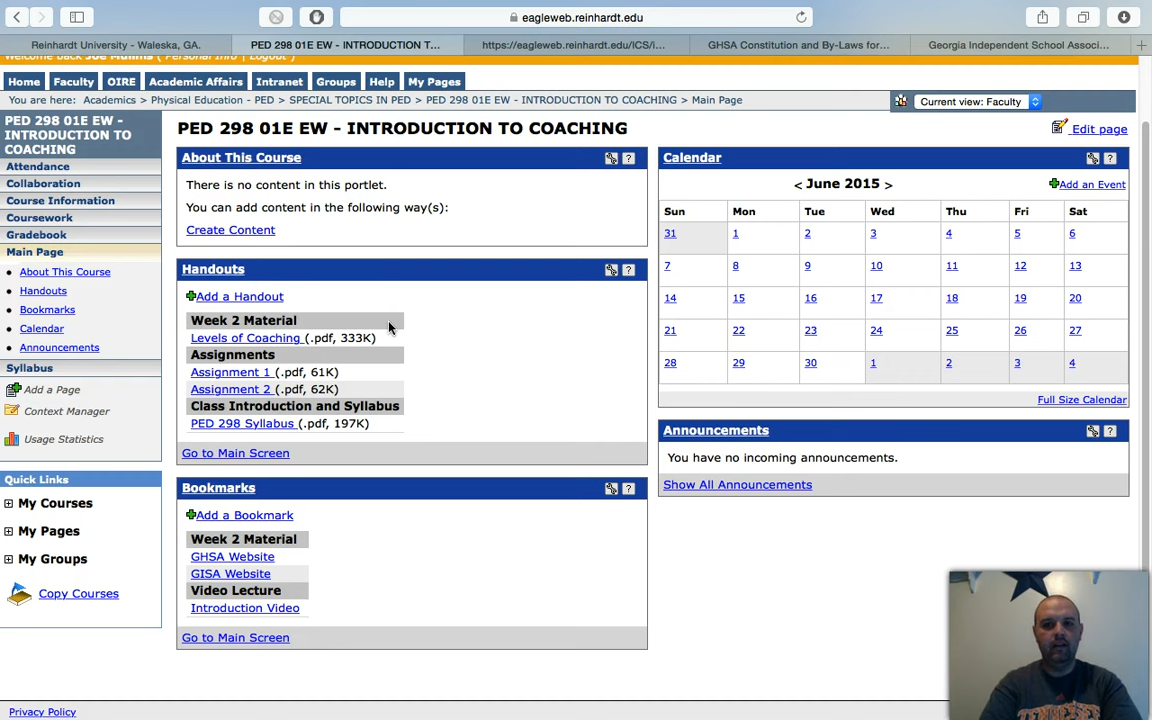 eagleweb.reinhardt.edu
Reinhardt University - Waleska, GA.
PED 298 01E EW - INTRODUCTION T...
https://eagleweb.reinhardt.edu/ICS/i...
GHSA Constitution and By-Laws for...
Georgia Independent School Associ...
Welcome back Joe Mullins (Personal Info | Logout)
Home Faculty OIRE Academic Affairs Intranet Groups Help My Pages
You are here: Academics > Physical Education - PED > SPECIAL TOPICS IN PED > PED 298 01E EW - INTRODUCTION TO COACHING > Main Page
Current view: Faculty
PED 298 01E EW -
INTRODUCTION TO
COACHING
Attendance
Collaboration
Course Information
Coursework
Gradebook
Main Page
About This Course
Handouts
Bookmarks
Calendar
Announcements
Syllabus
Add a Page
Context Manager
Usage Statistics
Quick Links
My Courses
My Pages
My Groups
Copy Courses
PED 298 01E EW - INTRODUCTION TO COACHING
Edit page
About This Course
?
There is no content in this portlet.
You can add content in the following way(s):
Create Content
Handouts
?
Add a Handout
Week 2 Material
Levels of Coaching (.pdf, 333K)
Assignments
Assignment 1 (.pdf, 61K)
Assignment 2 (.pdf, 62K)
Class Introduction and Syllabus
PED 298 Syllabus (.pdf, 197K)
Go to Main Screen
Bookmarks
?
Add a Bookmark
Week 2 Material
GHSA Website
GISA Website
Video Lecture
Introduction Video
Go to Main Screen
Calendar
?
< June 2015 >
Add an Event
Sun Mon Tue Wed Thu Fri Sat
31 1 2 3 4 5 6
7 8 9 10 11 12 13
14 15 16 17 18 19 20
21 22 23 24 25 26 27
28 29 30 1 2 3 4
Full Size Calendar
Announcements
?
You have no incoming announcements.
Show All Announcements
TENNESSEE
Privacy Policy